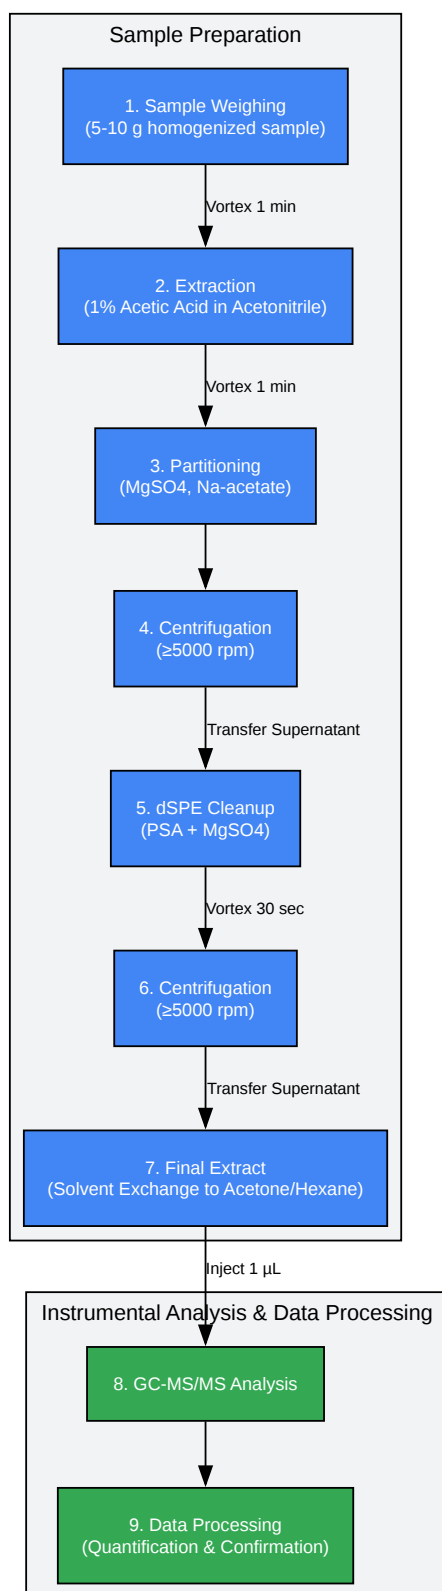 Sample Preparation
1. Sample Weighing
(5-10 g homogenized sample)
Vortex 1 min
2. Extraction
(1% Acetic Acid in Acetonitrile)
Vortex 1 min
3. Partitioning
(MgSO4, Na-acetate)
4. Centrifugation
(≥5000 rpm)
Transfer Supernatant
5. dSPE Cleanup
(PSA + MgSO4)
Vortex 30 sec
6. Centrifugation
(≥5000 rpm)
Transfer Supernatant
7. Final Extract
(Solvent Exchange to Acetone/Hexane)
Inject 1 µL
Instrumental Analysis & Data Processing
8. GC-MS/MS Analysis
9. Data Processing
(Quantification & Confirmation)